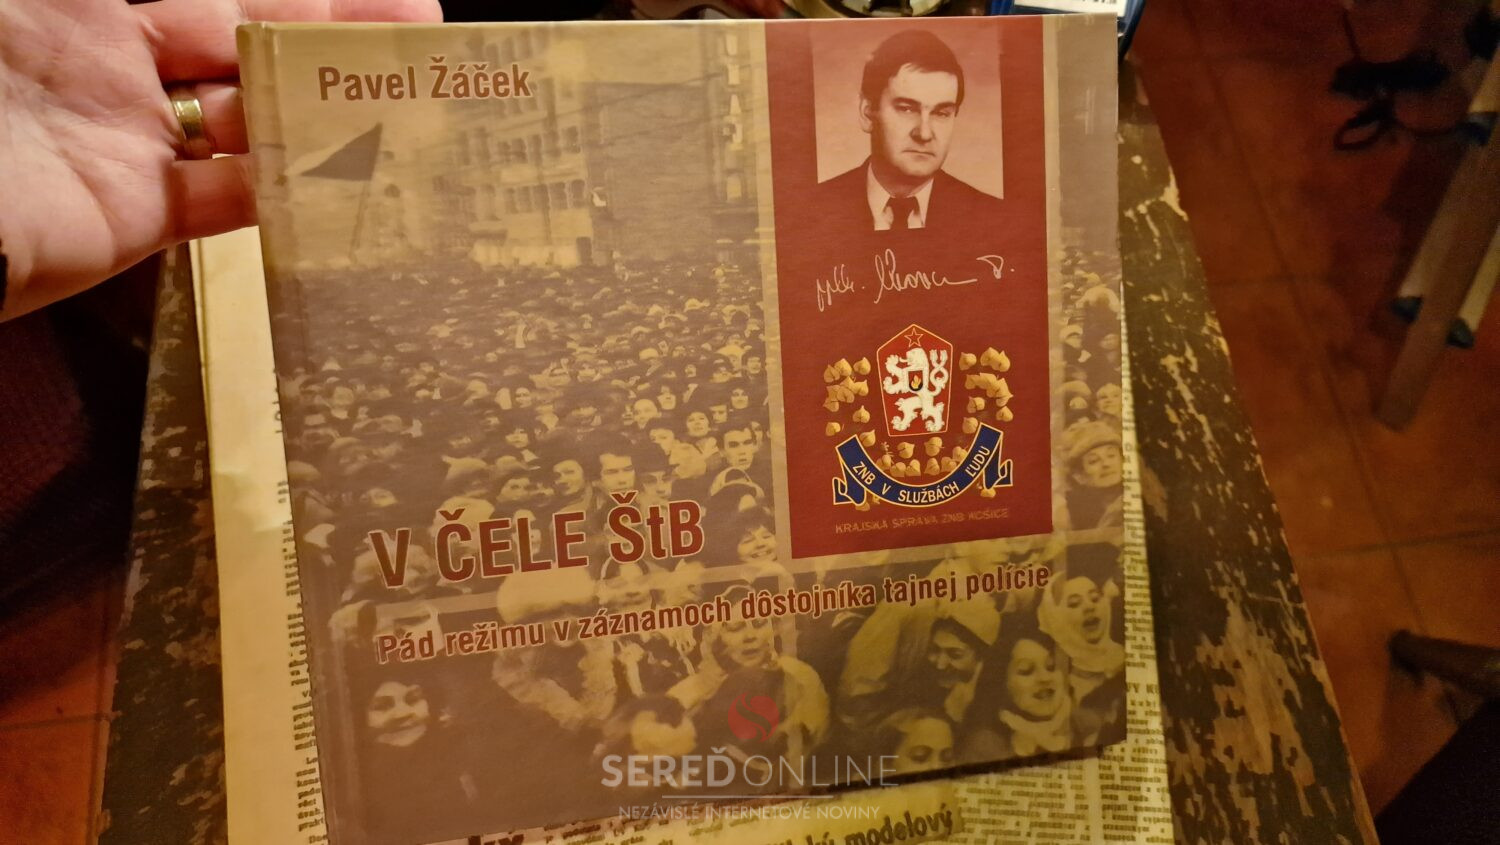 Pavel Žáček
ZNB V SLUŽBÁCH ĽUDU
KRAJSKÁ SPRÁVA ZNB KOŠICE
V ČELE ŠtB
Pád režimu v záznamoch dôstojníka tajnej polície
SEREĎONLINE
NEZÁVISLÉ INTERNETOVÉ NOVINY
modelový